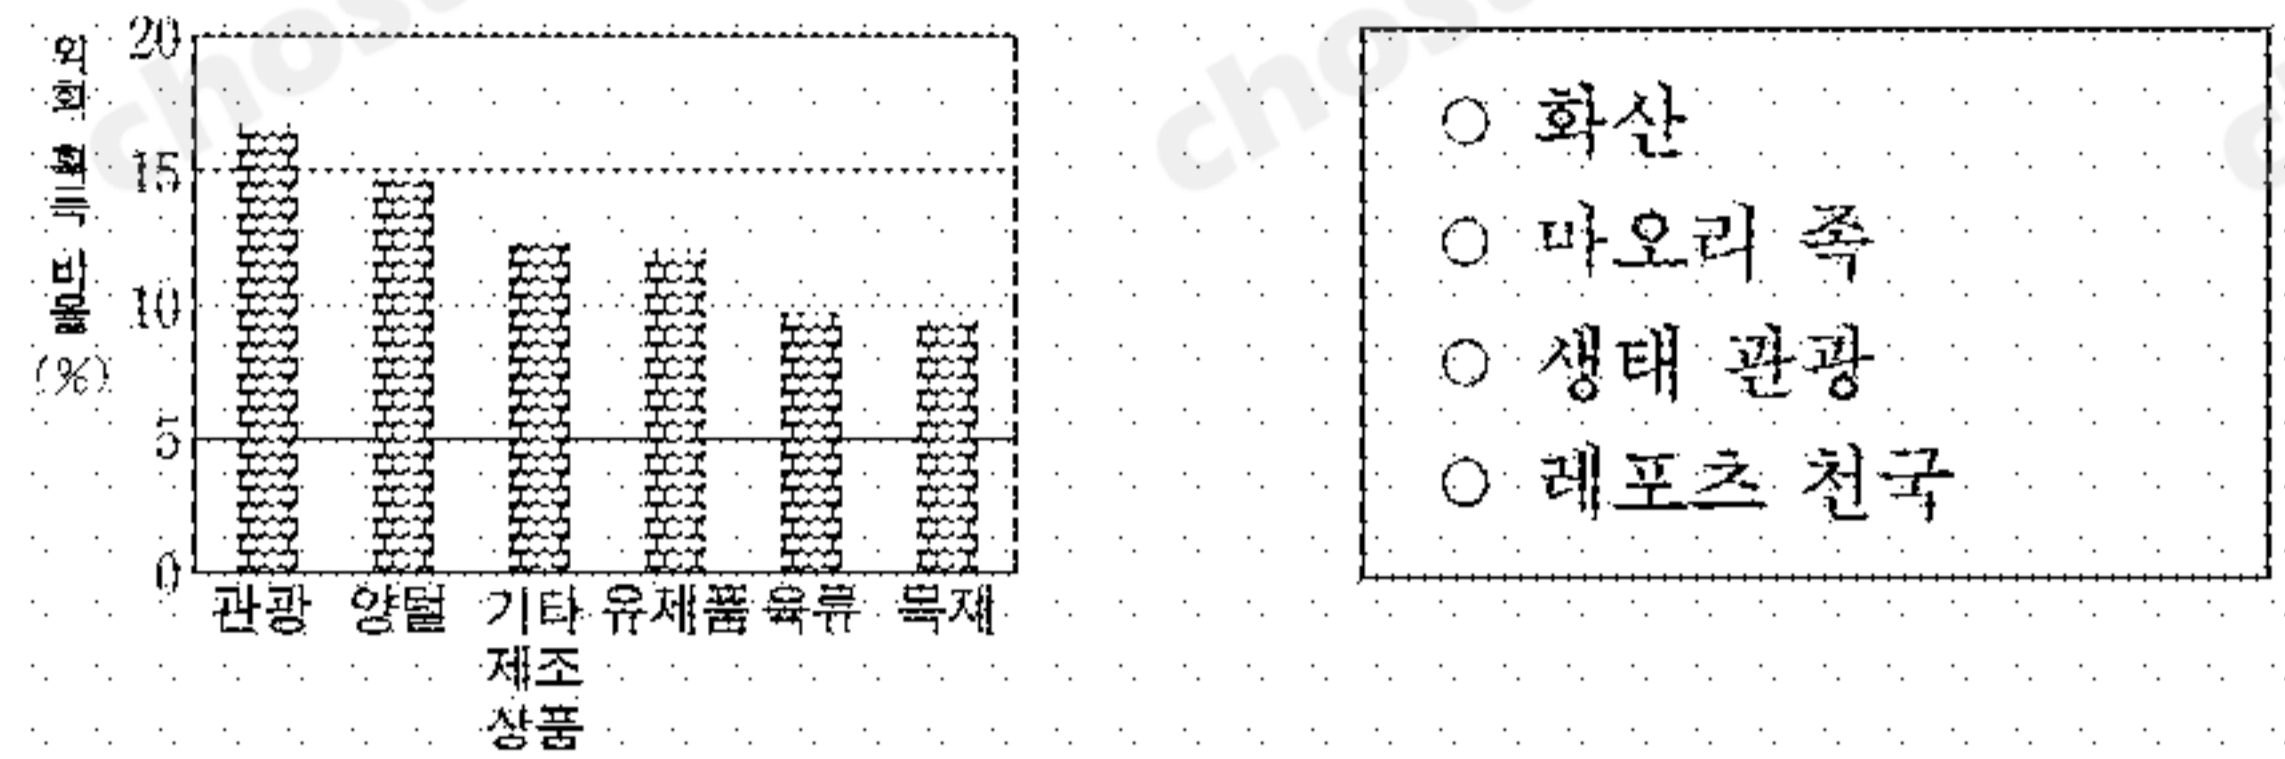 외화 획득 비율
(%)
20
15
10
5
0
관광 양털 기타 유제품 육류 목재
제조
상품
○ 화산
○ 마오리 족
○ 생태 관광
○ 레포츠 천국